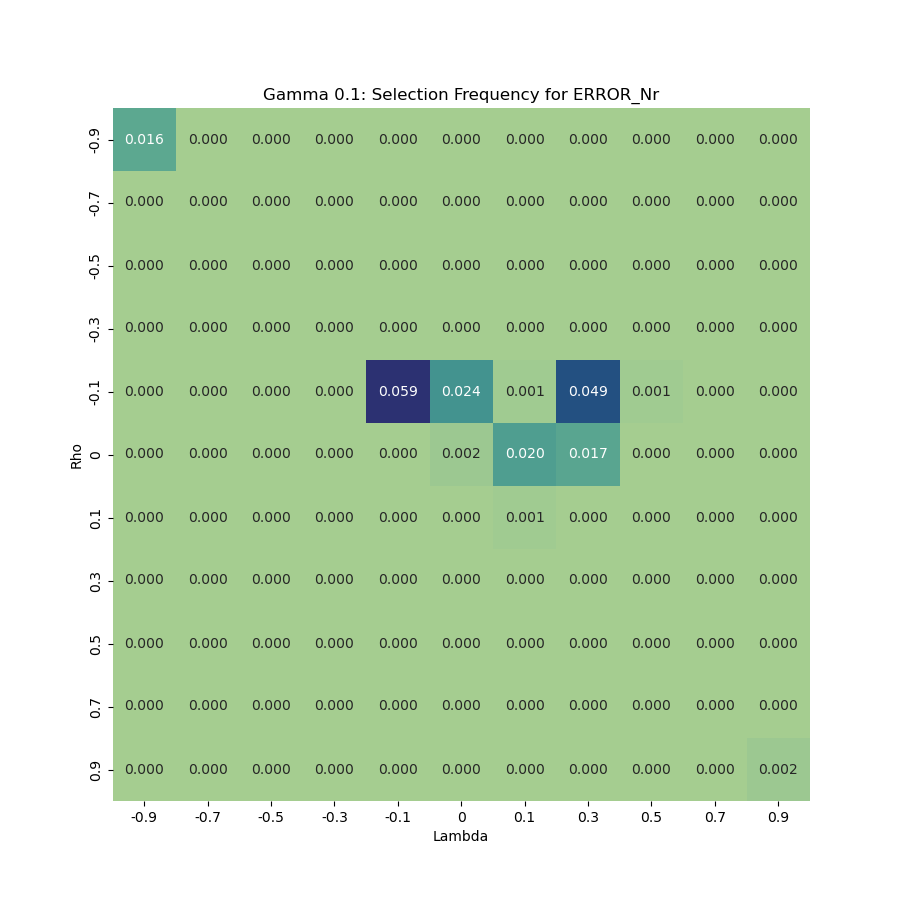 Gamma 0.1: Selection Frequency for ERROR_Nr
-0.9 0.016 0.000 0.000 0.000 0.000 0.000 0.000 0.000 0.000 0.000 0.000
-0.7 0.000 0.000 0.000 0.000 0.000 0.000 0.000 0.000 0.000 0.000 0.000
-0.5 0.000 0.000 0.000 0.000 0.000 0.000 0.000 0.000 0.000 0.000 0.000
-0.3 0.000 0.000 0.000 0.000 0.000 0.000 0.000 0.000 0.000 0.000 0.000
-0.1 0.000 0.000 0.000 0.000 0.059 0.024 0.001 0.049 0.001 0.000 0.000
Rho
0 0.000 0.000 0.000 0.000 0.000 0.002 0.020 0.017 0.000 0.000 0.000
0.1 0.000 0.000 0.000 0.000 0.000 0.000 0.001 0.000 0.000 0.000 0.000
0.3 0.000 0.000 0.000 0.000 0.000 0.000 0.000 0.000 0.000 0.000 0.000
0.5 0.000 0.000 0.000 0.000 0.000 0.000 0.000 0.000 0.000 0.000 0.000
0.7 0.000 0.000 0.000 0.000 0.000 0.000 0.000 0.000 0.000 0.000 0.000
0.9 0.000 0.000 0.000 0.000 0.000 0.000 0.000 0.000 0.000 0.000 0.002
-0.9 -0.7 -0.5 -0.3 -0.1 0 0.1 0.3 0.5 0.7 0.9
Lambda